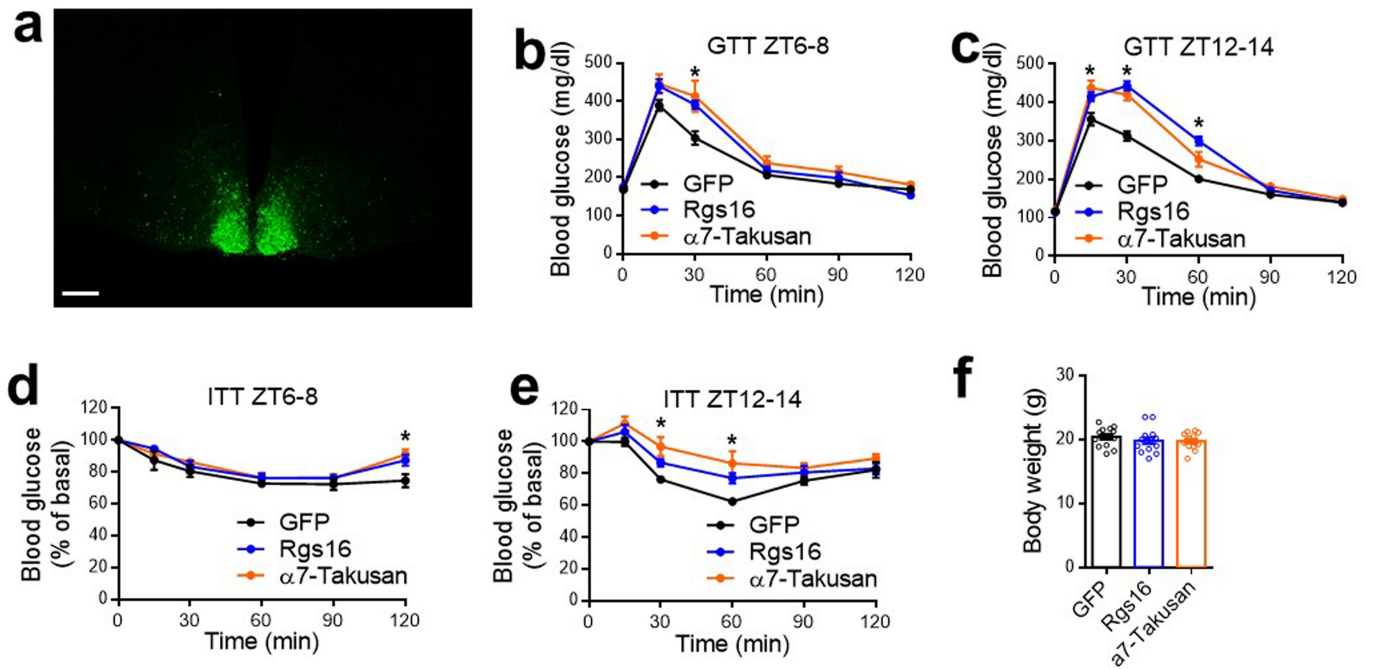 a
b
GTT ZT6-8
Blood glucose (mg/dl)
500
400
300
200
100
0
GFP
Rgs16
α7-Takusan
*
0 30 60 90 120
Time (min)
c
GTT ZT12-14
Blood glucose (mg/dl)
500
400
300
200
100
0
* *
*
GFP
Rgs16
α7-Takusan
0 30 60 90 120
Time (min)
d
ITT ZT6-8
Blood glucose
(% of basal)
120
100
80
60
40
20
0
*
GFP
Rgs16
α7-Takusan
0 30 60 90 120
Time (min)
e
ITT ZT12-14
Blood glucose
(% of basal)
120
100
80
60
40
20
0
*
*
GFP
Rgs16
α7-Takusan
0 30 60 90 120
Time (min)
f
Body weight (g)
30
20
10
0
GFP
Rgs16
a7-Takusan